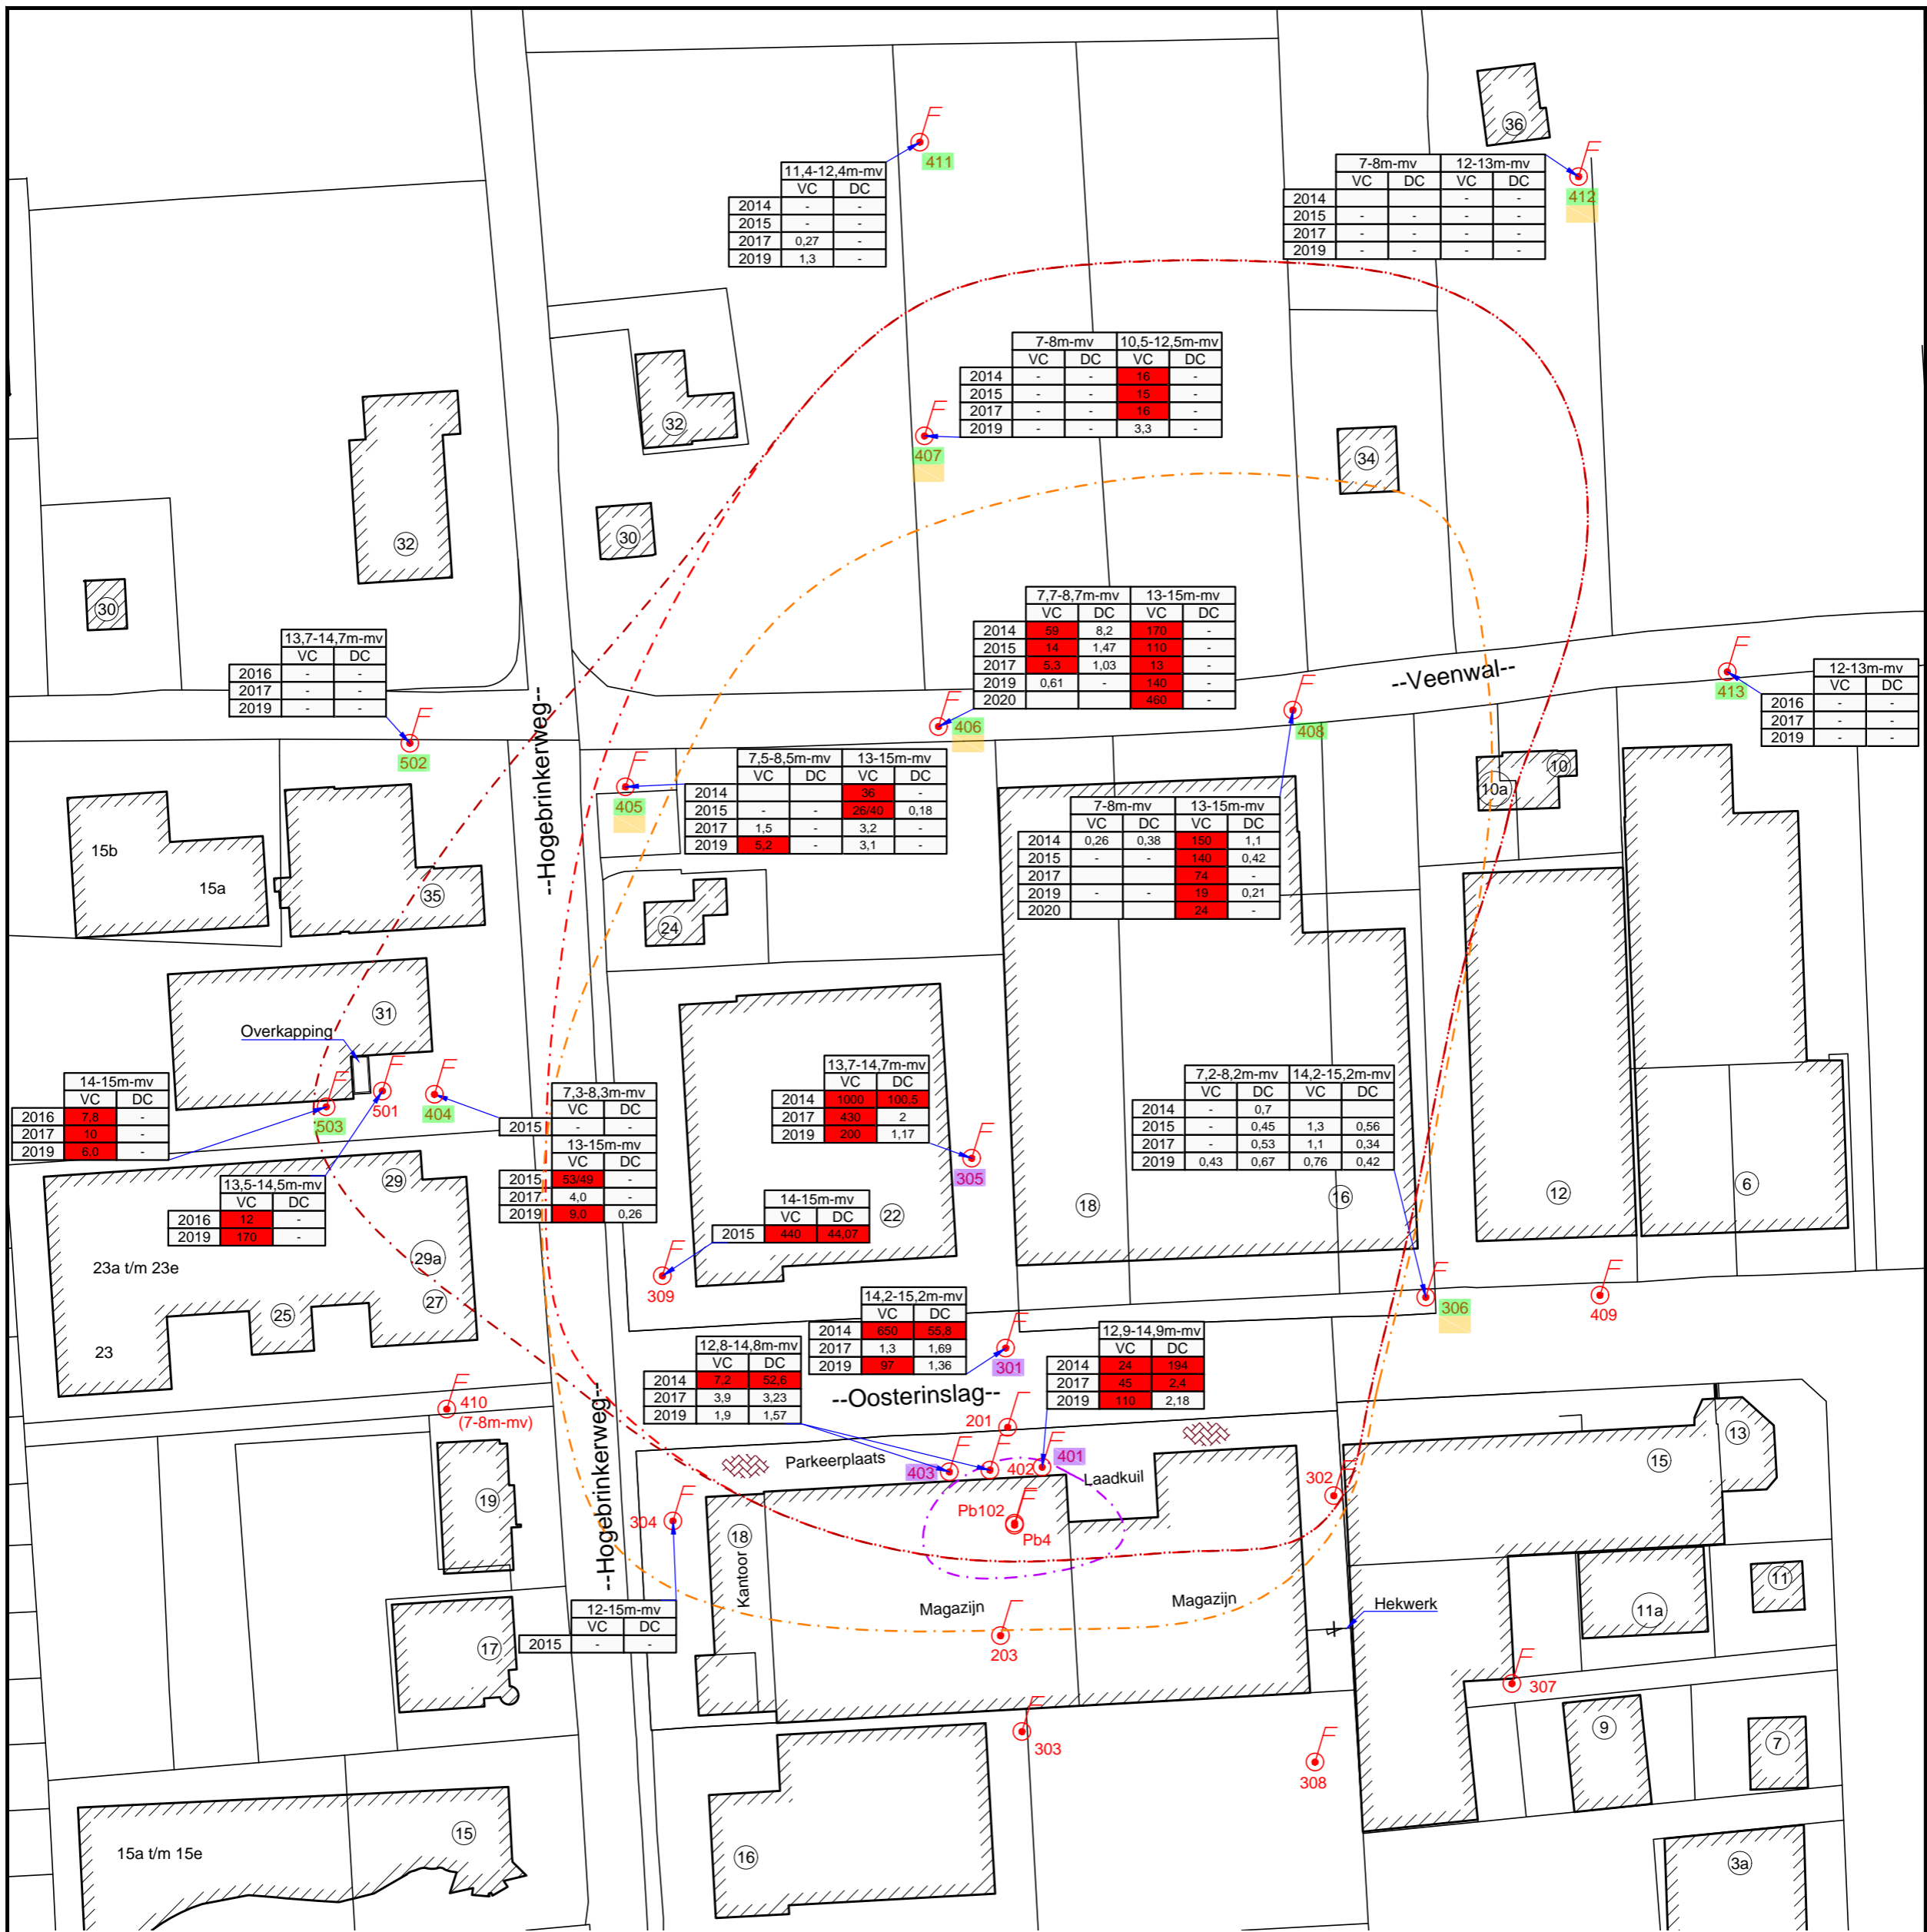 36
411
11,4-12,4m-mv
VC DC
2014 - -
2015 - -
2017 0,27 -
2019 1,3 -
7-8m-mv 12-13m-mv
VC DC VC DC
2014 - -
2015 - - - -
2017 - - - -
2019 - - - -
412
7-8m-mv 10,5-12,5m-mv
VC DC VC DC
2014 - - 16 -
2015 - - 15 -
2017 - - 16 -
2019 - - 3,3 -
407
32
34
32
30
30
13,7-14,7m-mv
VC DC
2016 - -
2017 - -
2019 - -
502
7,7-8,7m-mv 13-15m-mv
VC DC VC DC
2014 59 8,2 170 -
2015 14 1,47 110 -
2017 5,3 1,03 13 -
2019 0,61 - 140 -
2020 460 -
406
--Veenwal--
408
413
12-13m-mv
VC DC
2016 - -
2017 - -
2019 - -
--Hogebrinkerweg--
405
7,5-8,5m-mv 13-15m-mv
VC DC VC DC
2014 36 -
2015 - - 26/40 0,18
2017 1,5 - 3,2 -
2019 5,2 - 3,1 -
10
10a
7-8m-mv 13-15m-mv
VC DC VC DC
2014 0,26 0,38 150 1,1
2015 - - 140 0,42
2017 74 -
2019 - - 19 0,21
2020 24 -
15b
15a
35
24
31
Overkapping
14-15m-mv
VC DC
2016 7,8 -
2017 10 -
2019 6,0 -
503
501
404
7,3-8,3m-mv
VC DC
2015 - -
13-15m-mv
VC DC
2015 53/49 -
2017 4,0 -
2019 9,0 0,26
13,7-14,7m-mv
VC DC
2014 1000 100,5
2017 430 2
2019 200 1,17
305
7,2-8,2m-mv 14,2-15,2m-mv
VC DC VC DC
2014 - 0,7
2015 - 0,45 1,3 0,56
2017 - 0,53 1,1 0,34
2019 0,43 0,67 0,76 0,42
13,5-14,5m-mv
VC DC
2016 12 -
2019 170 -
29
29a
27
25
23a t/m 23e
23
14-15m-mv
VC DC
2015 440 44,07
22
18
16
12
6
309
306
409
14,2-15,2m-mv
VC DC
2014 650 55,8
2017 1,3 1,69
2019 97 1,36
301
12,8-14,8m-mv
VC DC
2014 7,2 52,6
2017 3,9 3,23
2019 1,9 1,57
12,9-14,9m-mv
VC DC
2014 24 194
2017 45 2,4
2019 110 2,18
--Oosterinslag--
410
(7-8m-mv)
201
Parkeerplaats
403
402
401
Laadkuil
302
15
13
19
--Hogebrinkerweg--
304
18
Kantoor
Pb102
Pb4
Magazijn
Magazijn
Hekwerk
11
11a
12-15m-mv
VC DC
2015 - -
17
203
307
303
308
9
7
15
15a t/m 15e
16
3a